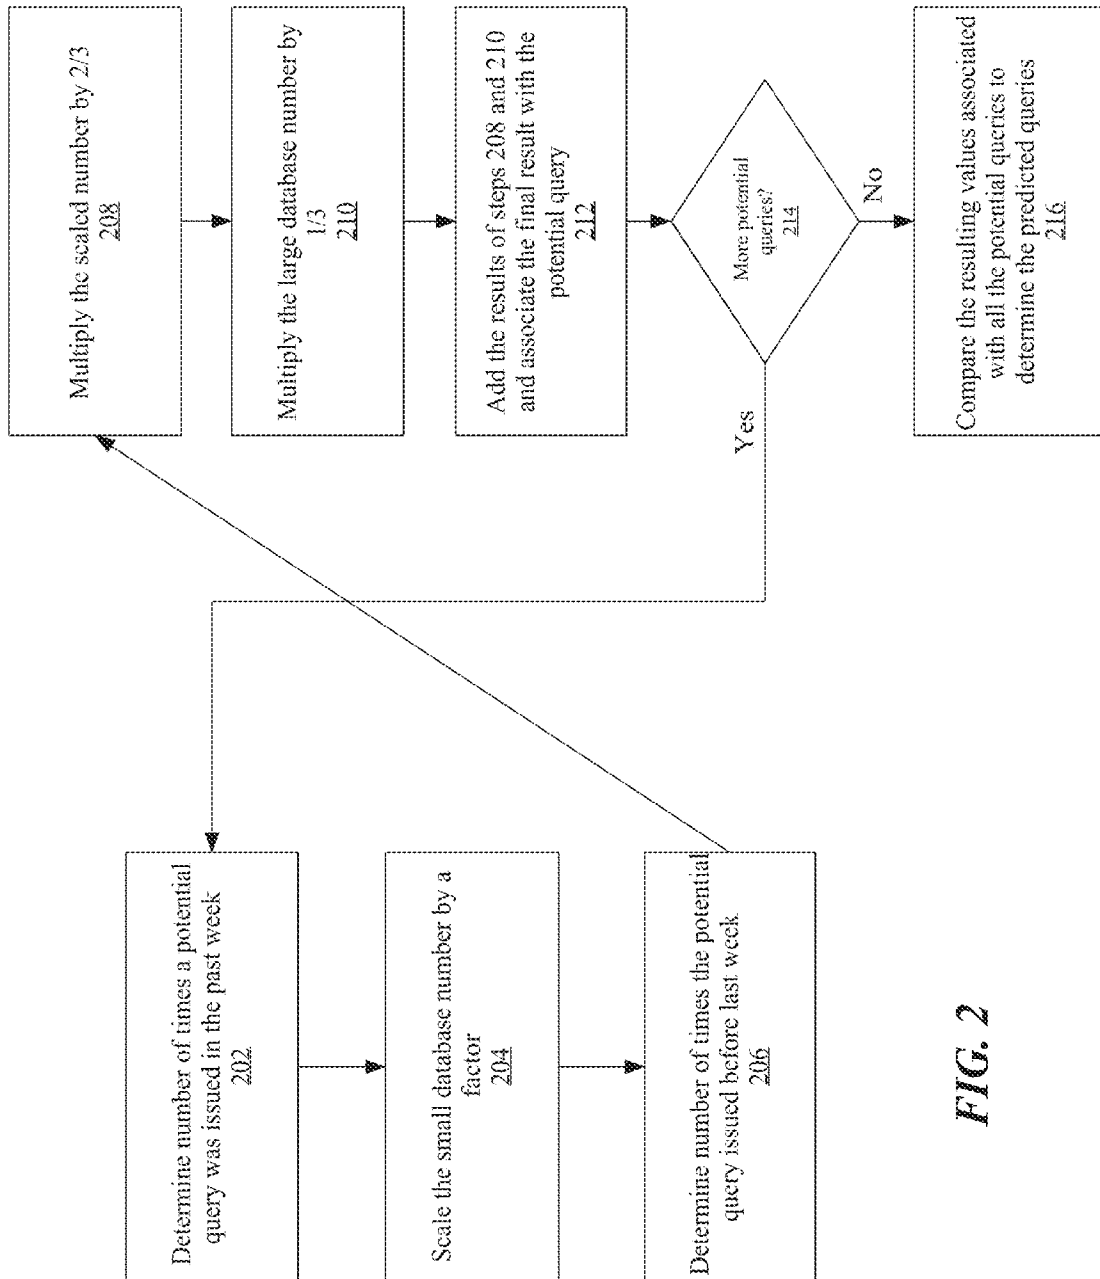 Determine number of times a potential
query was issued in the past week
202
Scale the small database number by a
factor
204
Determine number of times the potential
query issued before last week
206
Multiply the scaled number by 2/3
208
Multiply the large database number by
1/3
210
Add the results of steps 208 and 210
and associate the final result with the
potential query
212
More potential
queries?
214
Yes
No
Compare the resulting values associated
with all the potential queries to
determine the predicted queries
216
FIG. 2